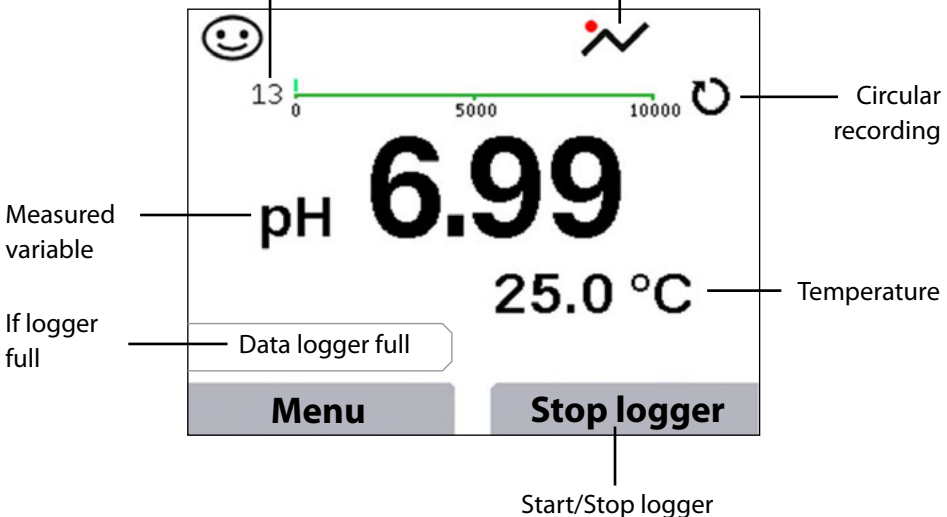 13
0 5000 10000
Circular
recording
pH 6.99
Measured
variable
25.0 °C
Temperature
If logger
full
Data logger full
Menu Stop logger
Start/Stop logger